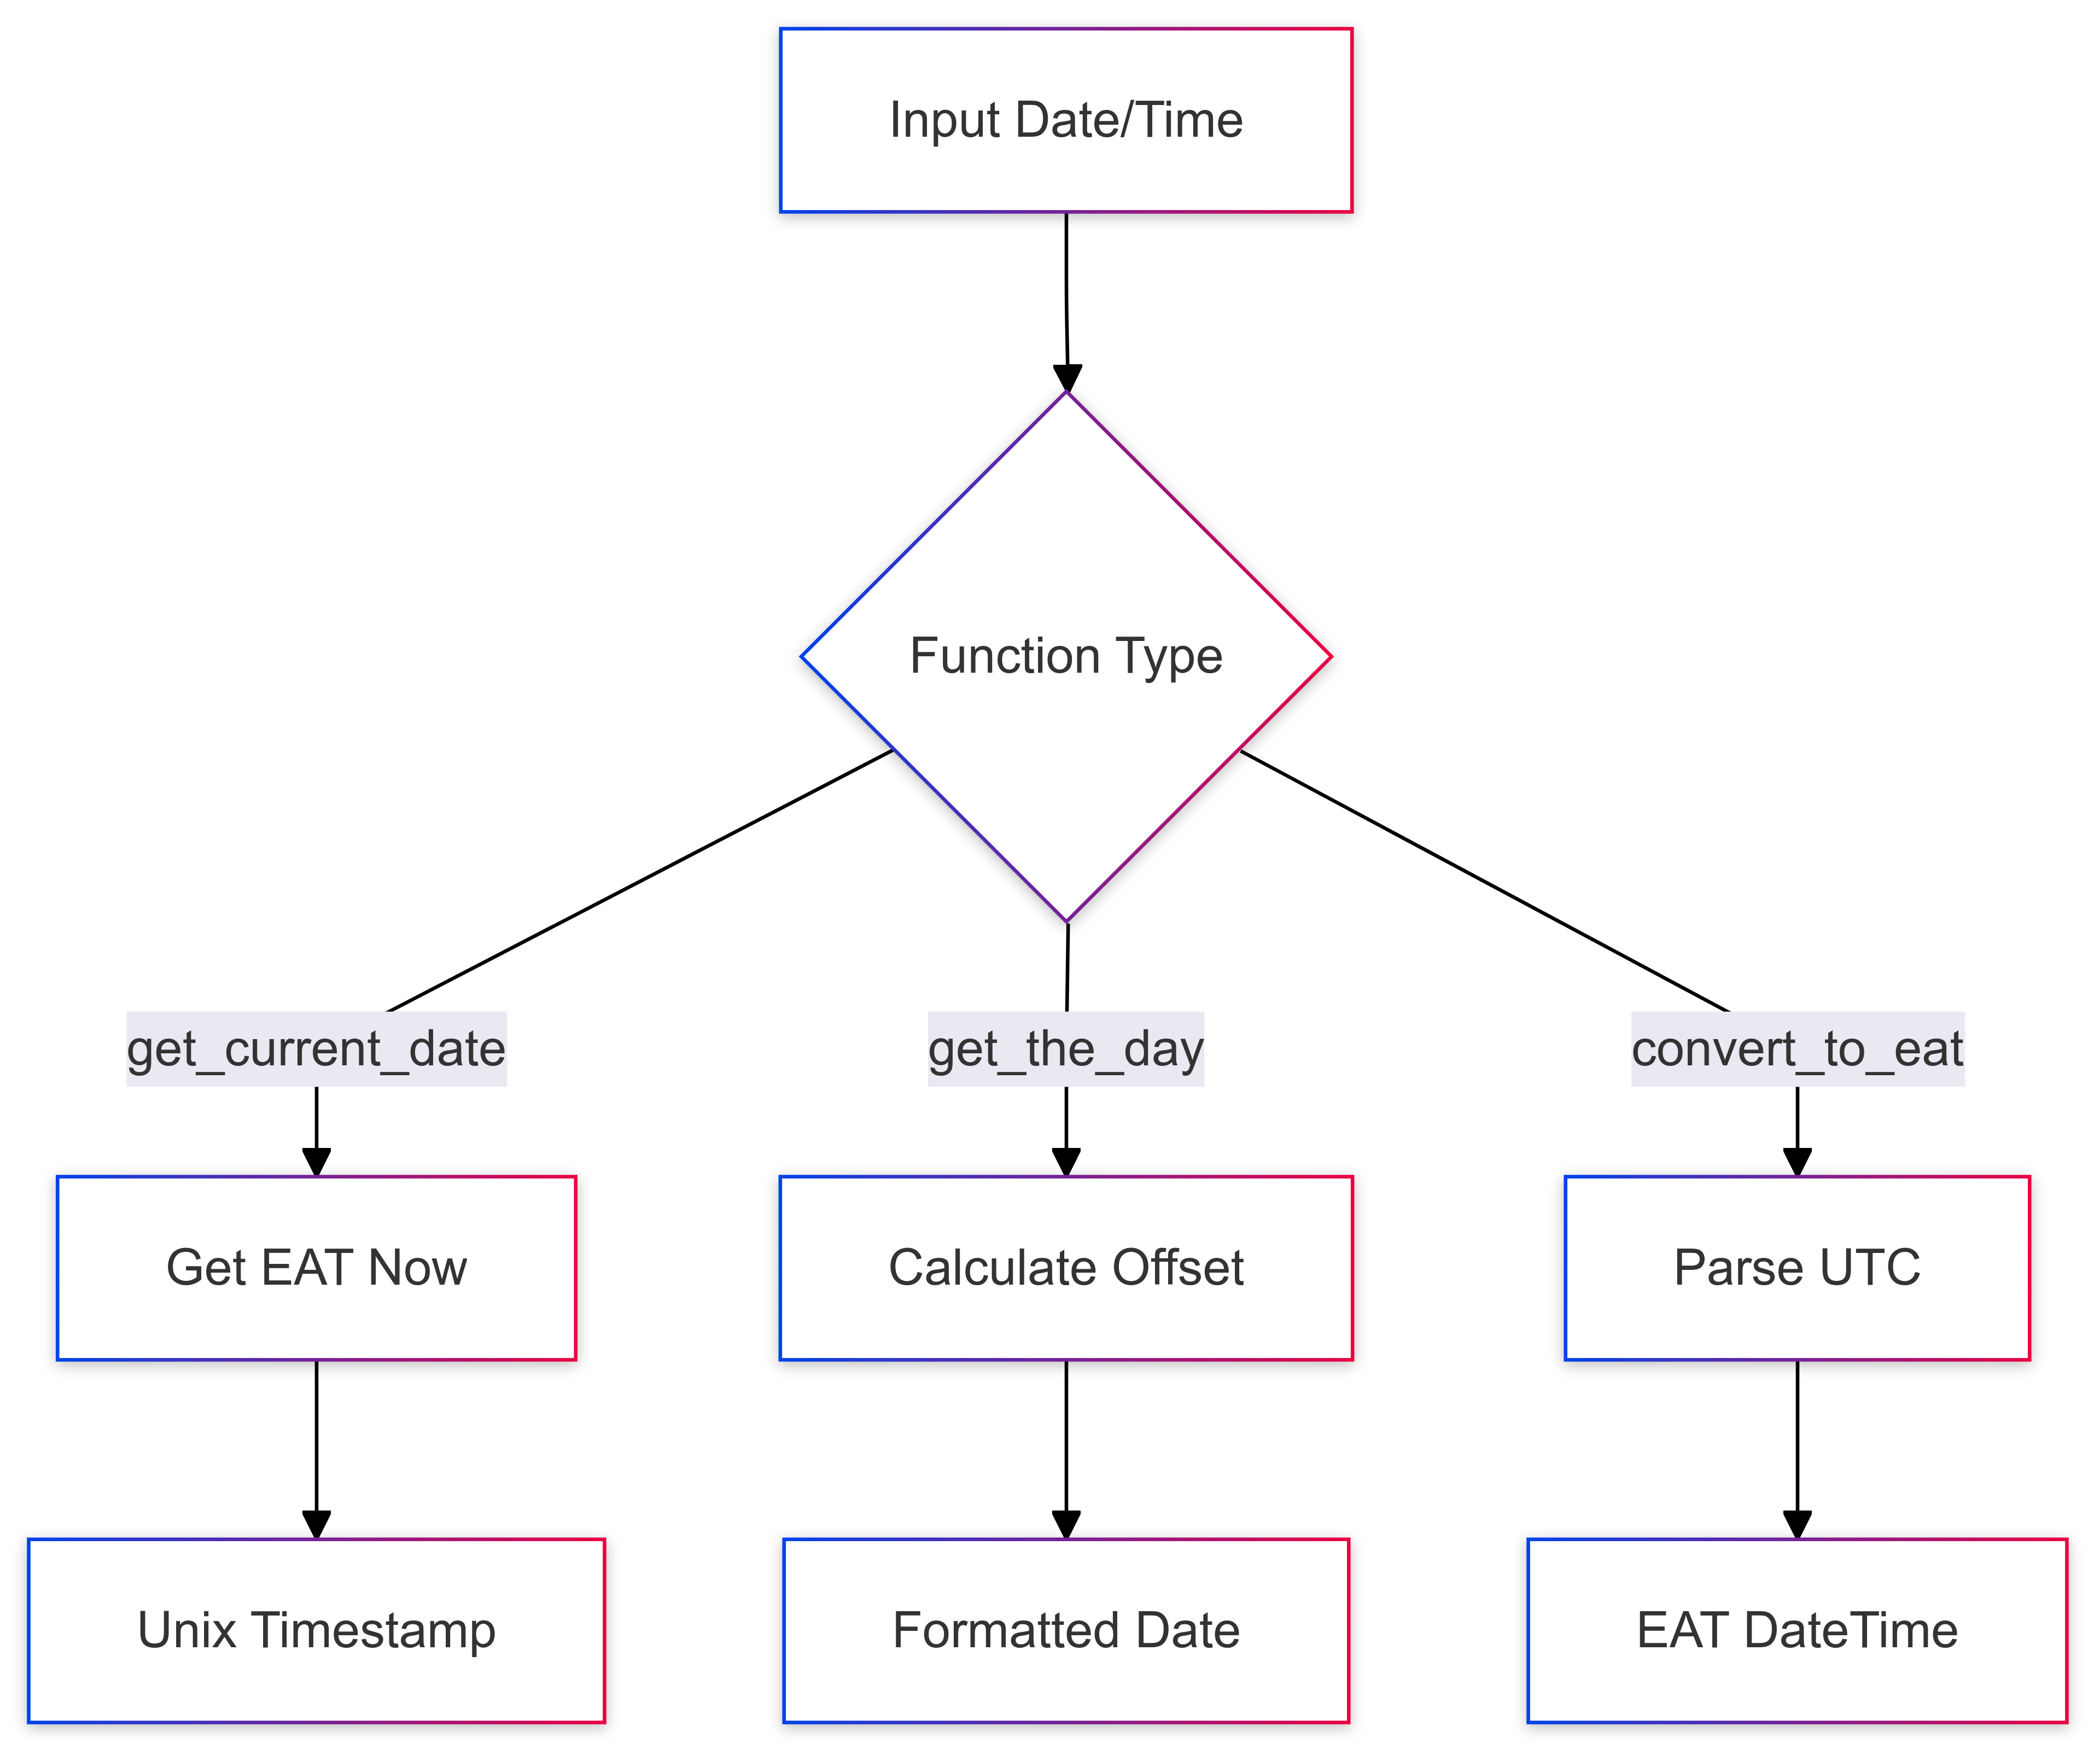 Input Date/Time
Function Type
get_current_date
get_the_day
convert_to_eat
Get EAT Now
Calculate Offset
Parse UTC
Unix Timestamp
Formatted Date
EAT DateTime